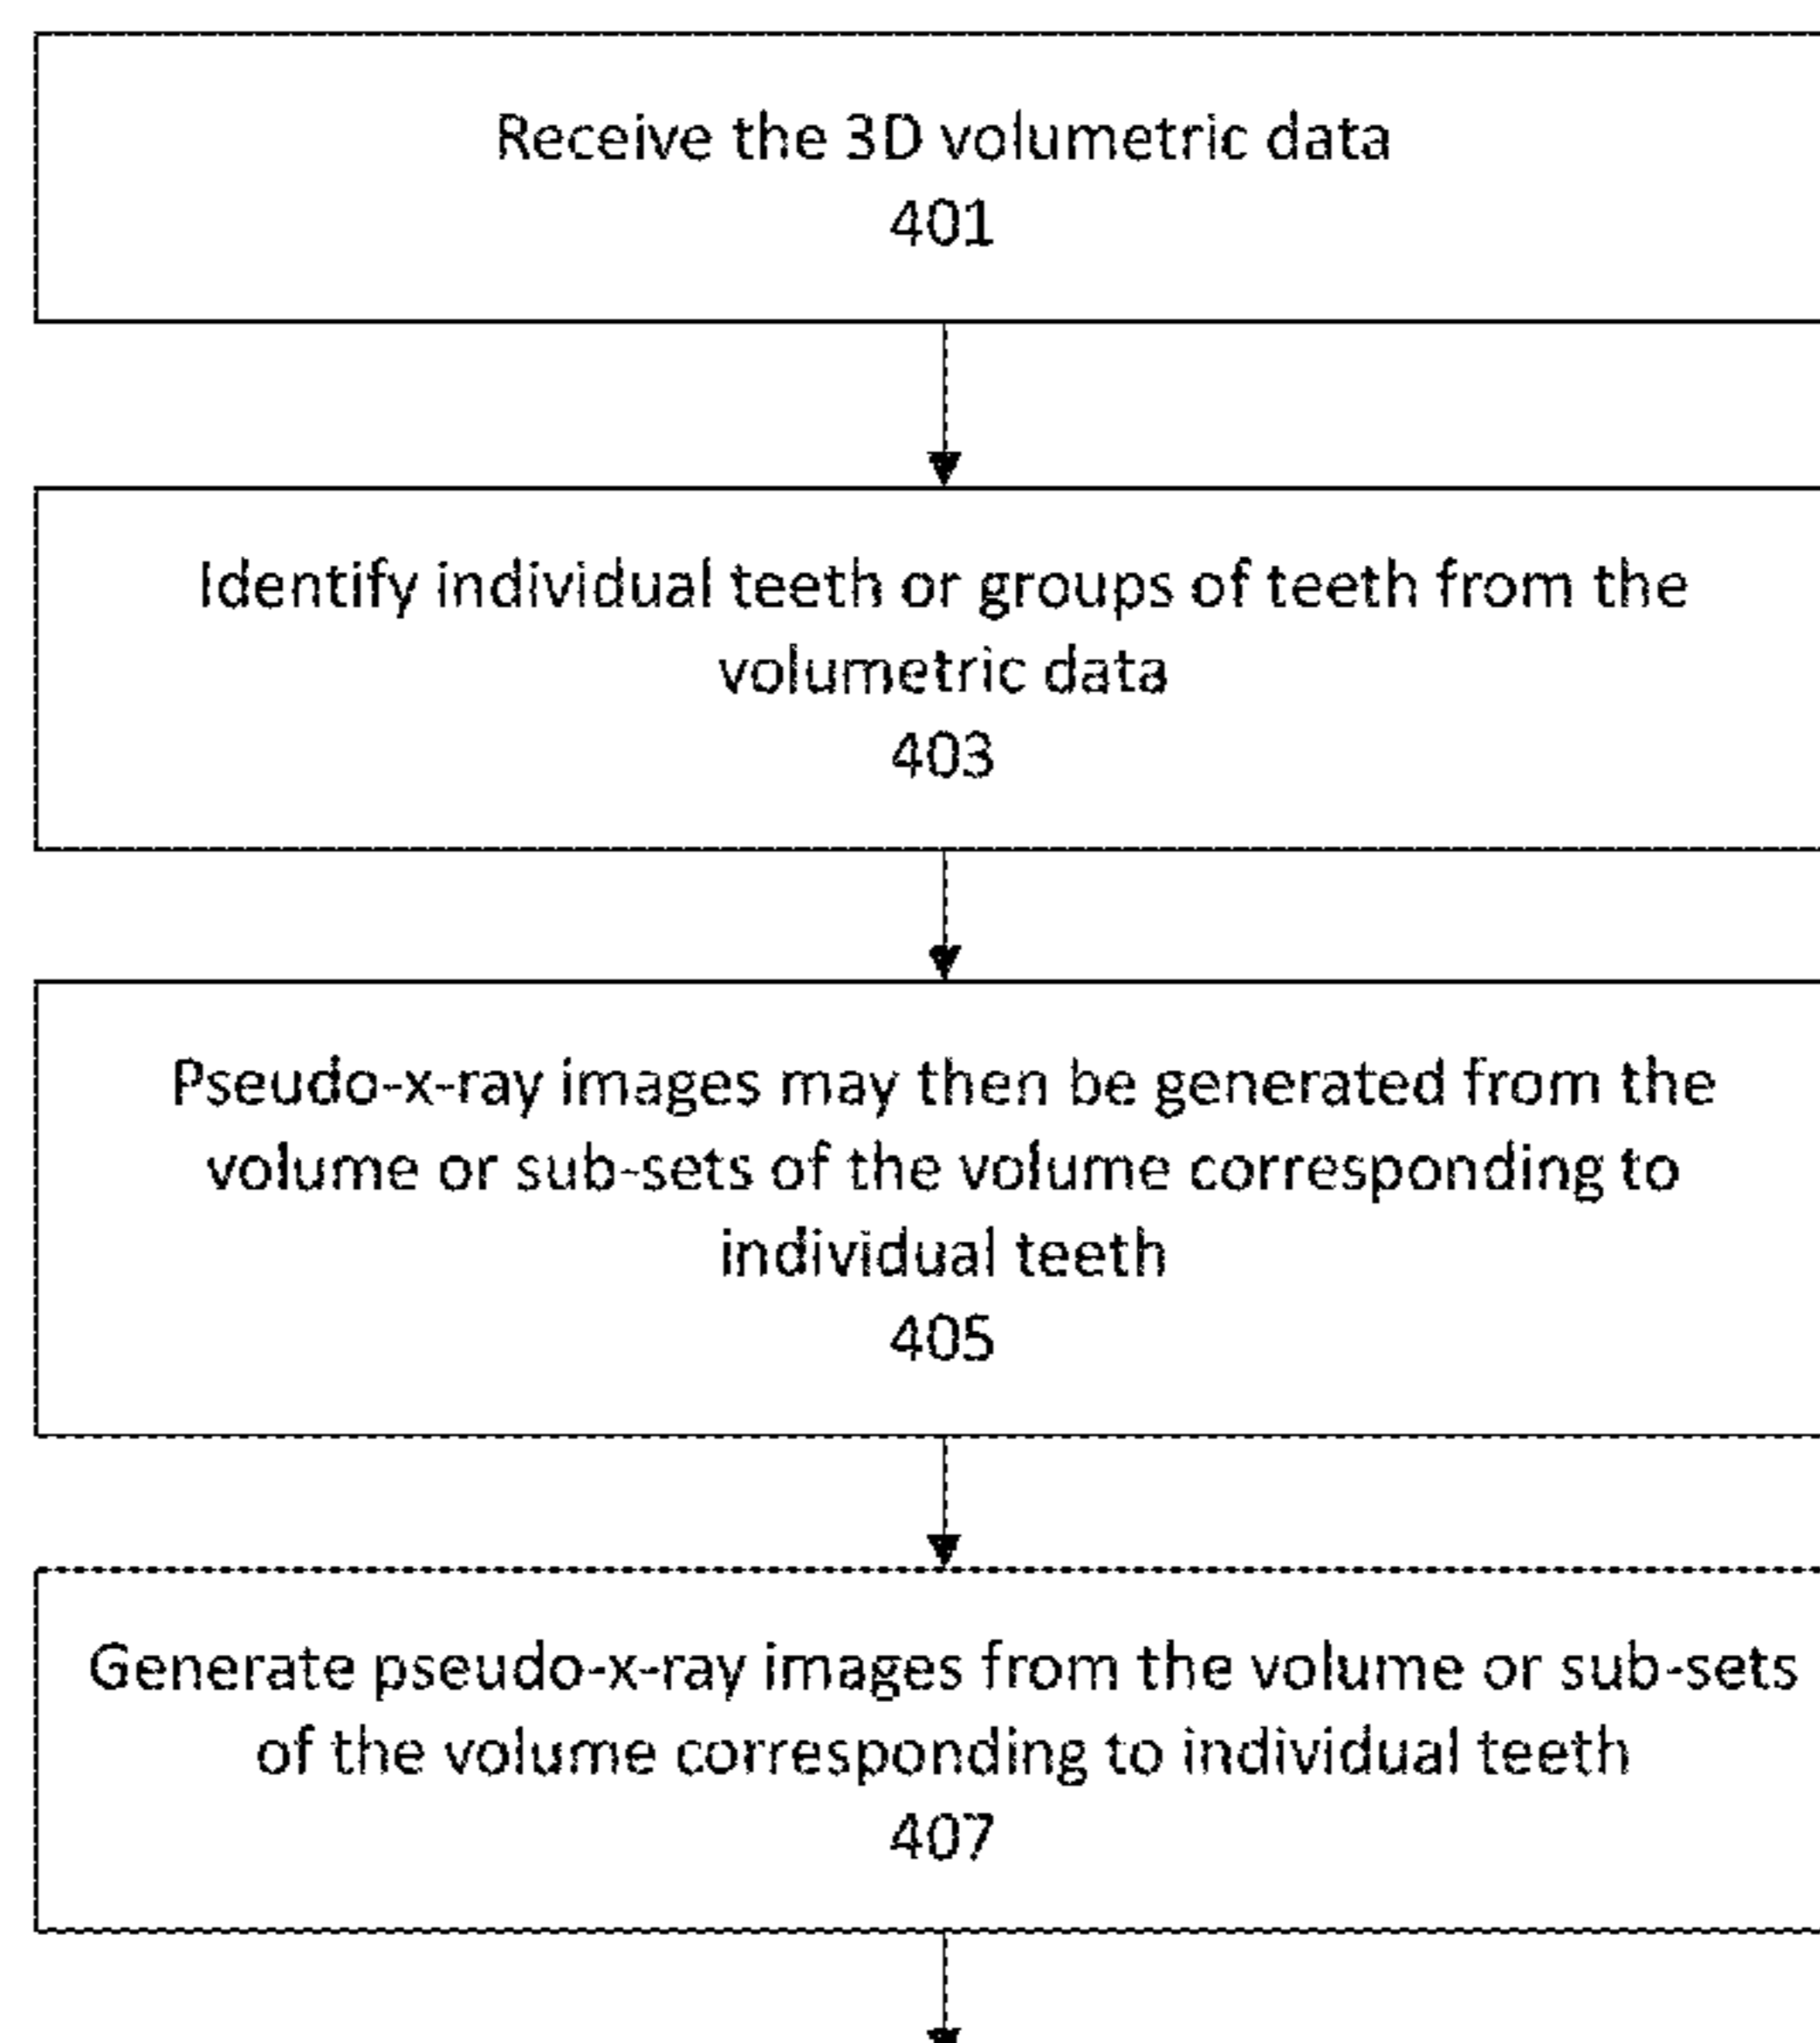 Receive the 3D volumetric data
401
Identify individual teeth or groups of teeth from the
volumetric data
403
Pseudo-x-ray images may then be generated from the
volume or sub-sets of the volume corresponding to
individual teeth
405
Generate pseudo-x-ray images from the volume or sub-sets
of the volume corresponding to individual teeth
407